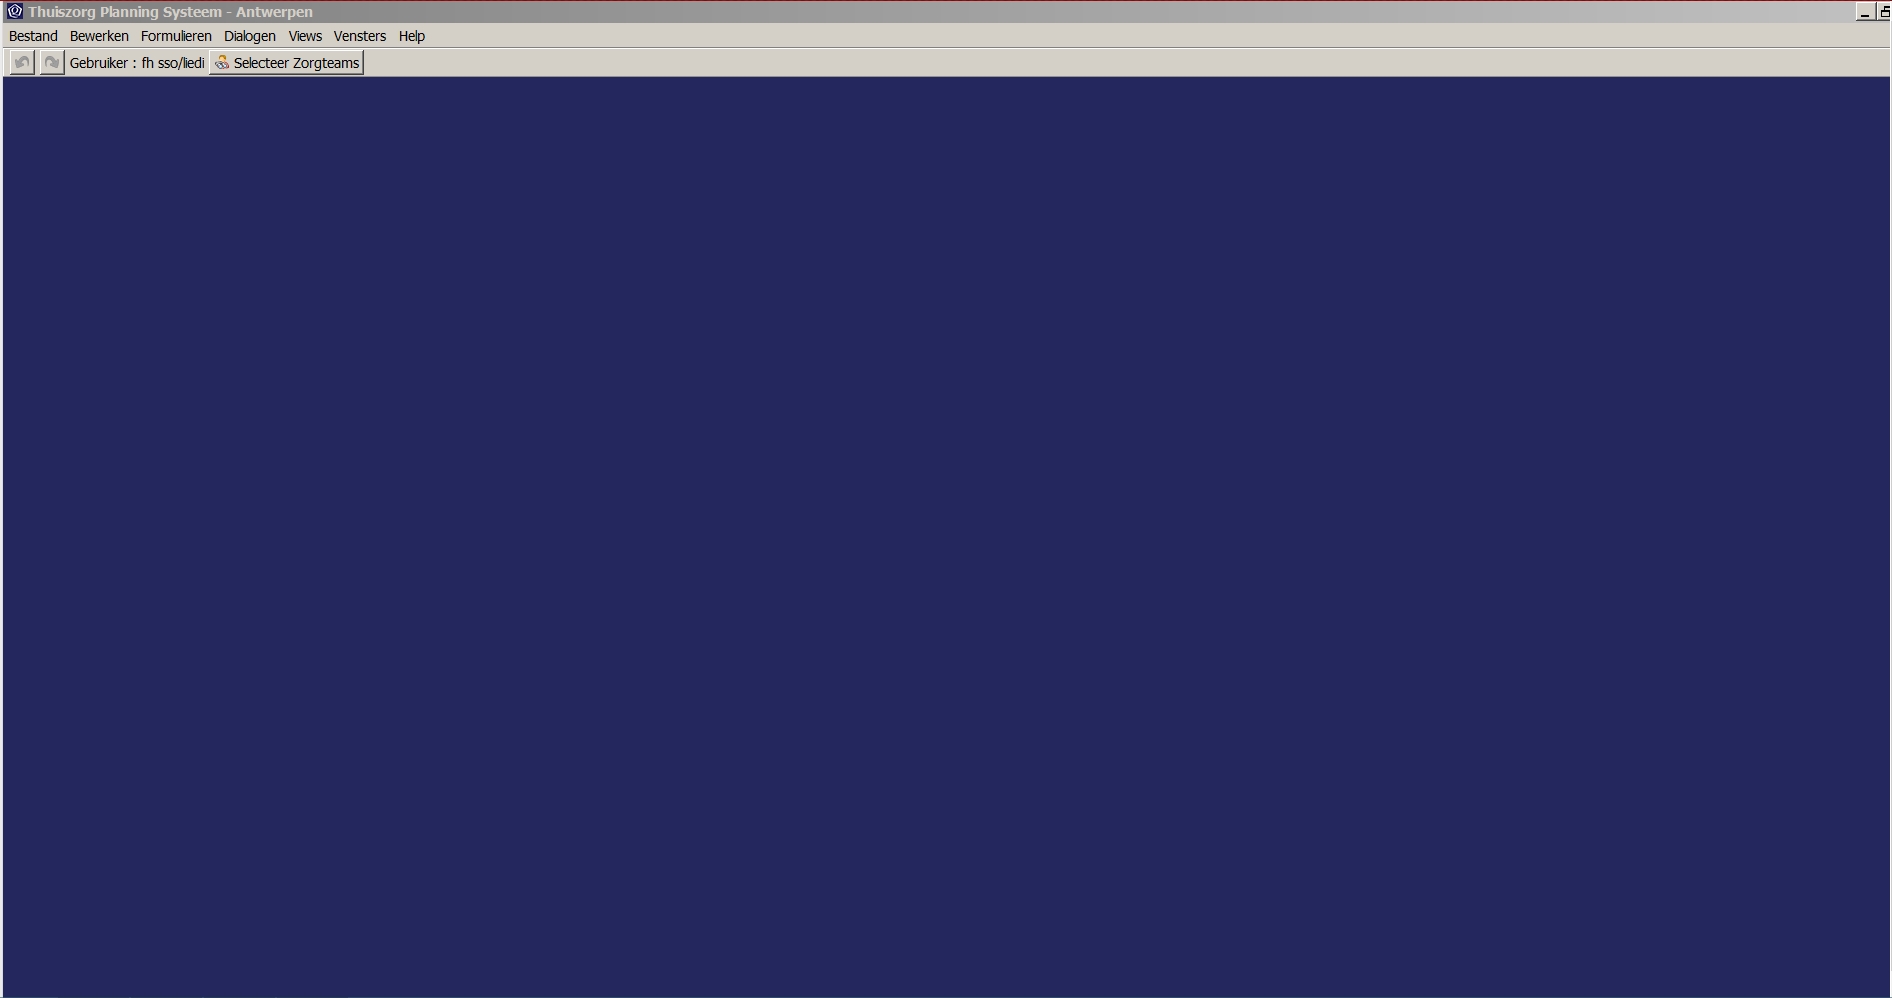 Thuiszorg Planning Systeem - Antwerpen
Bestand Bewerken Formulieren Dialogen Views Vensters Help
Gebruiker : fh sso/liedi Selecteer Zorgteams